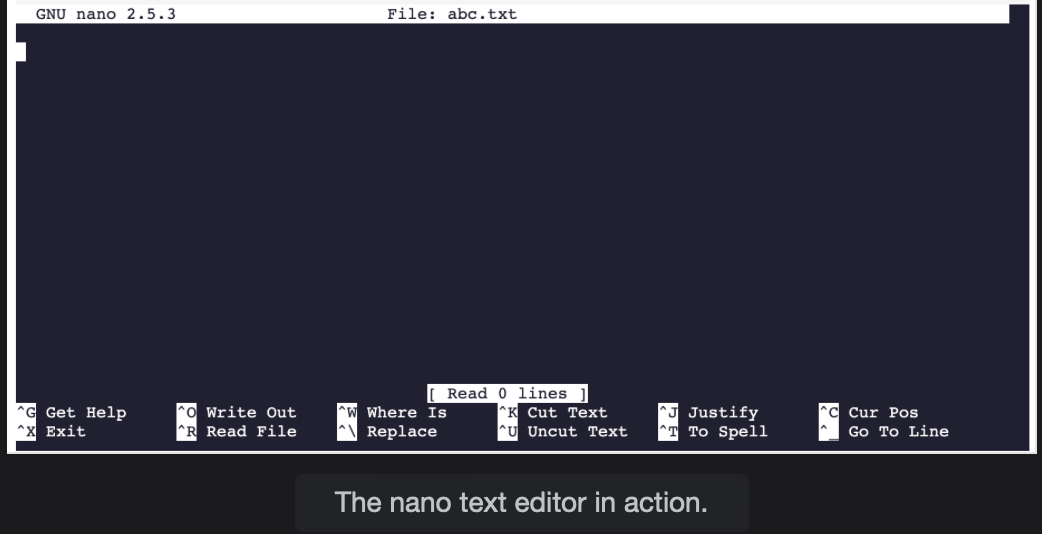 GNU nano 2.5.3 File: abc.txt
[ Read 0 lines ]
^G Get Help ^O Write Out ^W Where Is ^K Cut Text ^J Justify ^C Cur Pos
^X Exit ^R Read File ^\ Replace ^U Uncut Text ^T To Spell ^_ Go To Line
The nano text editor in action.